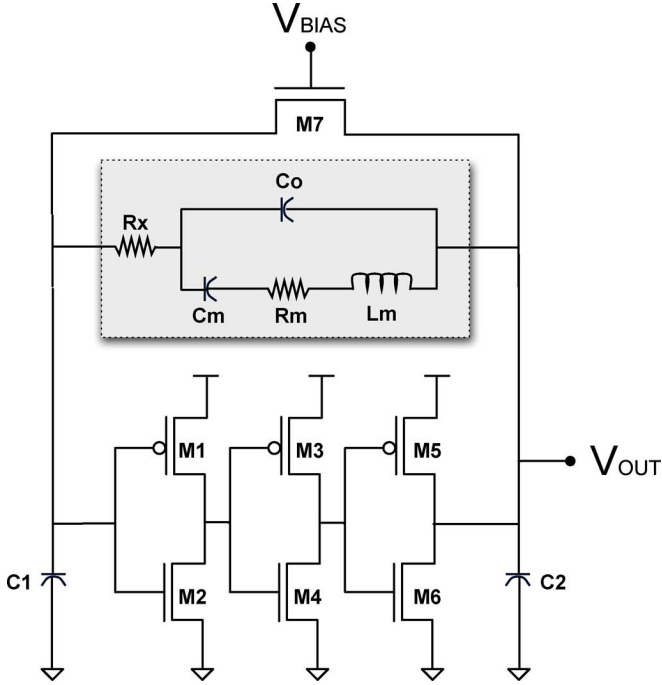 VBIAS
M7
Co
Rx
Cm Rm Lm
M1 M3 M5
VOUT
C1 M2 M4 M6 C2